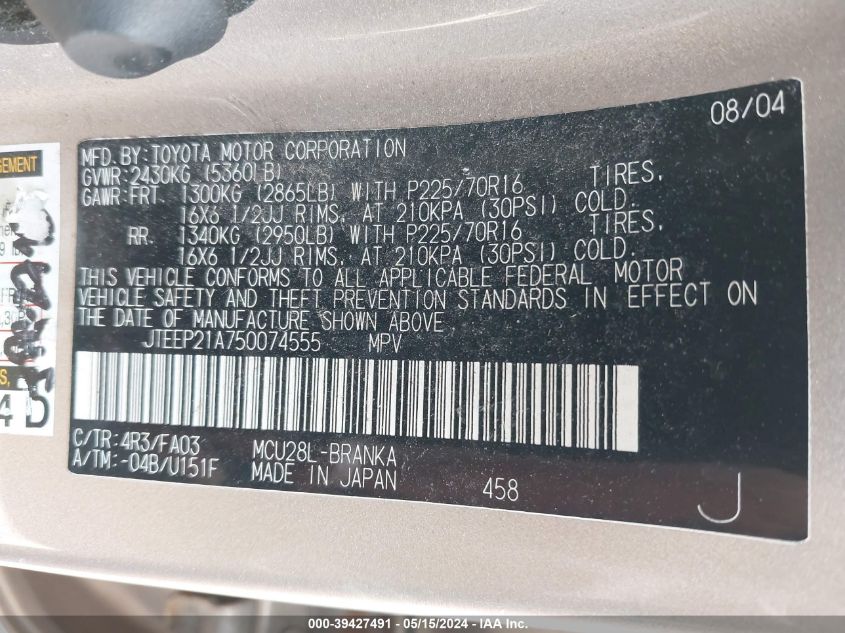 08/04
MFD.BY:TOYOTA MOTOR CORPORATION
GVWR:2430KG (5360LB)
GAWR:FRT 1300KG (2865LB) WITH P225/70R16 TIRES,
16X6 1/2JJ RIMS, AT 210KPA (30PSI) COLD.
RR. 1340KG (2950LB) WITH P225/70R16 TIRES,
16X6 1/2JJ RIMS, AT 210KPA (30PSI) COLD.
THIS VEHICLE CONFORMS TO ALL APPLICABLE FEDERAL MOTOR
VEHICLE SAFETY AND THEFT PREVENTION STANDARDS IN EFFECT ON
THE DATE OF MANUFACTURE SHOWN ABOVE
JTEEP21A750074555 MPV
C/TR:4R3/FA03 MCU28L-BRANKA
A/TM:-04B/U151F MADE IN JAPAN 458
J
4 D
000-39427491 - 05/15/2024 - IAA Inc.